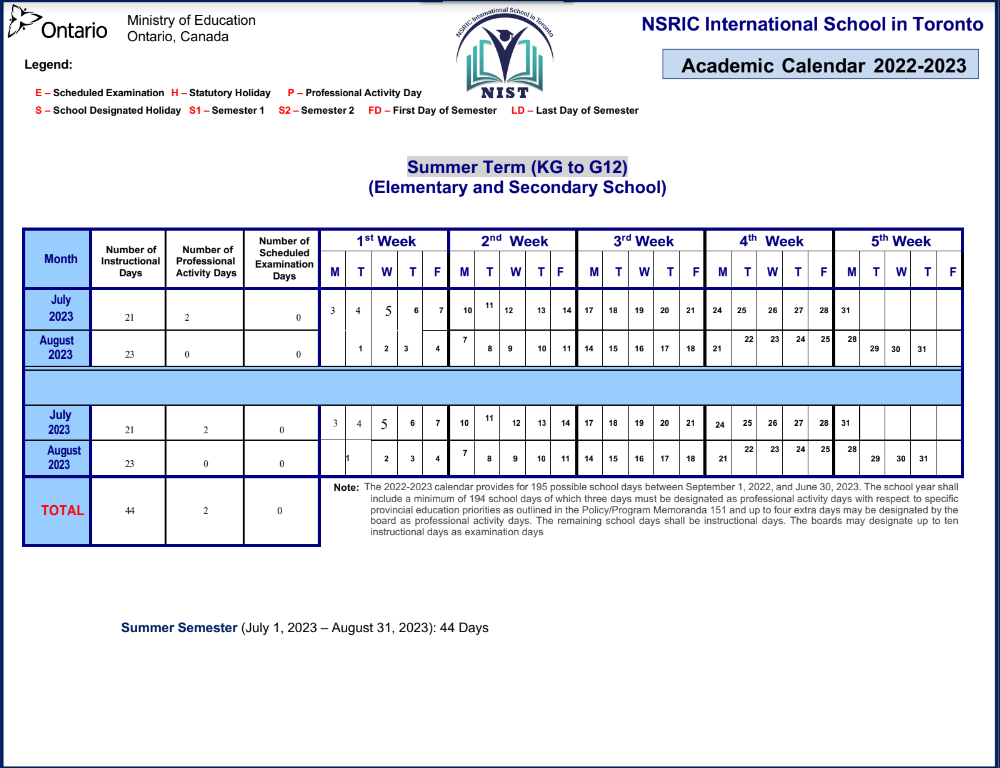 Ontario
Ministry of Education
Ontario, Canada
NSRIC International School in Toronto
NIST
NSRIC International School in Toronto
Academic Calendar 2022-2023
Legend:
E – Scheduled Examination H – Statutory Holiday P – Professional Activity Day
S – School Designated Holiday S1 – Semester 1 S2 – Semester 2 FD – First Day of Semester LD – Last Day of Semester
Summer Term (KG to G12)
(Elementary and Secondary School)
Month Number of Instructional Days Number of Professional Activity Days Number of Scheduled Examination Days 1st Week 2nd Week 3rd Week 4th Week 5th Week
M T W T F M T W T F M T W T F M T W T F M T W T F
July 2023 21 2 0 3 4 5 6 7 10 11 12 13 14 17 18 19 20 21 24 25 26 27 28 31
August 2023 23 0 0 1 2 3 4 7 8 9 10 11 14 15 16 17 18 21 22 23 24 25 28 29 30 31
July 2023 21 2 0 3 4 5 6 7 10 11 12 13 14 17 18 19 20 21 24 25 26 27 28 31
August 2023 23 0 0 1 2 3 4 7 8 9 10 11 14 15 16 17 18 21 22 23 24 25 28 29 30 31
TOTAL 44 2 0
Note: The 2022-2023 calendar provides for 195 possible school days between September 1, 2022, and June 30, 2023. The school year shall
include a minimum of 194 school days of which three days must be designated as professional activity days with respect to specific
provincial education priorities as outlined in the Policy/Program Memoranda 151 and up to four extra days may be designated by the
board as professional activity days. The remaining school days shall be instructional days. The boards may designate up to ten
instructional days as examination days
Summer Semester (July 1, 2023 – August 31, 2023): 44 Days